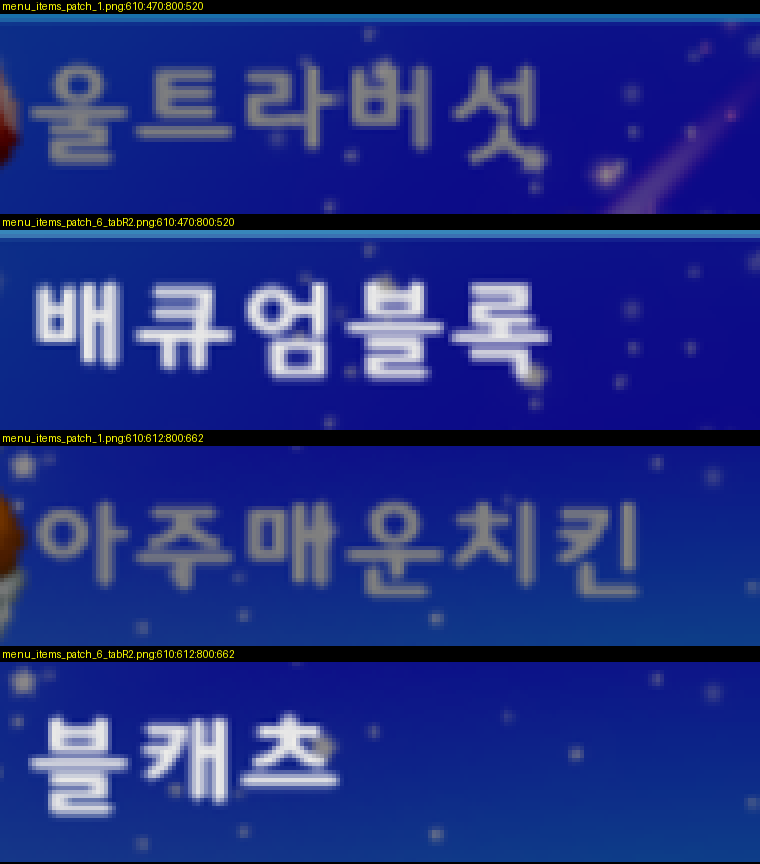 menu_items_patch_1.png:610:470:800:520
울트라버섯
menu_items_patch_6_tabR2.png:610:470:800:520
배큐엄블록
menu_items_patch_1.png:610:612:800:662
아주매운치킨
menu_items_patch_6_tabR2.png:610:612:800:662
블캐츠